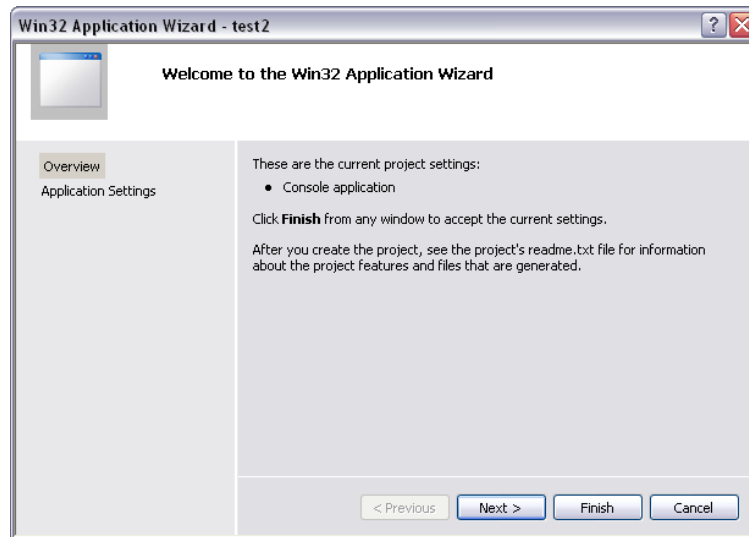 Win32 Application Wizard - test2
Welcome to the Win32 Application Wizard
Overview
Application Settings
These are the current project settings:
• Console application
Click Finish from any window to accept the current settings.
After you create the project, see the project's readme.txt file for information
about the project features and files that are generated.
< Previous
Next >
Finish
Cancel